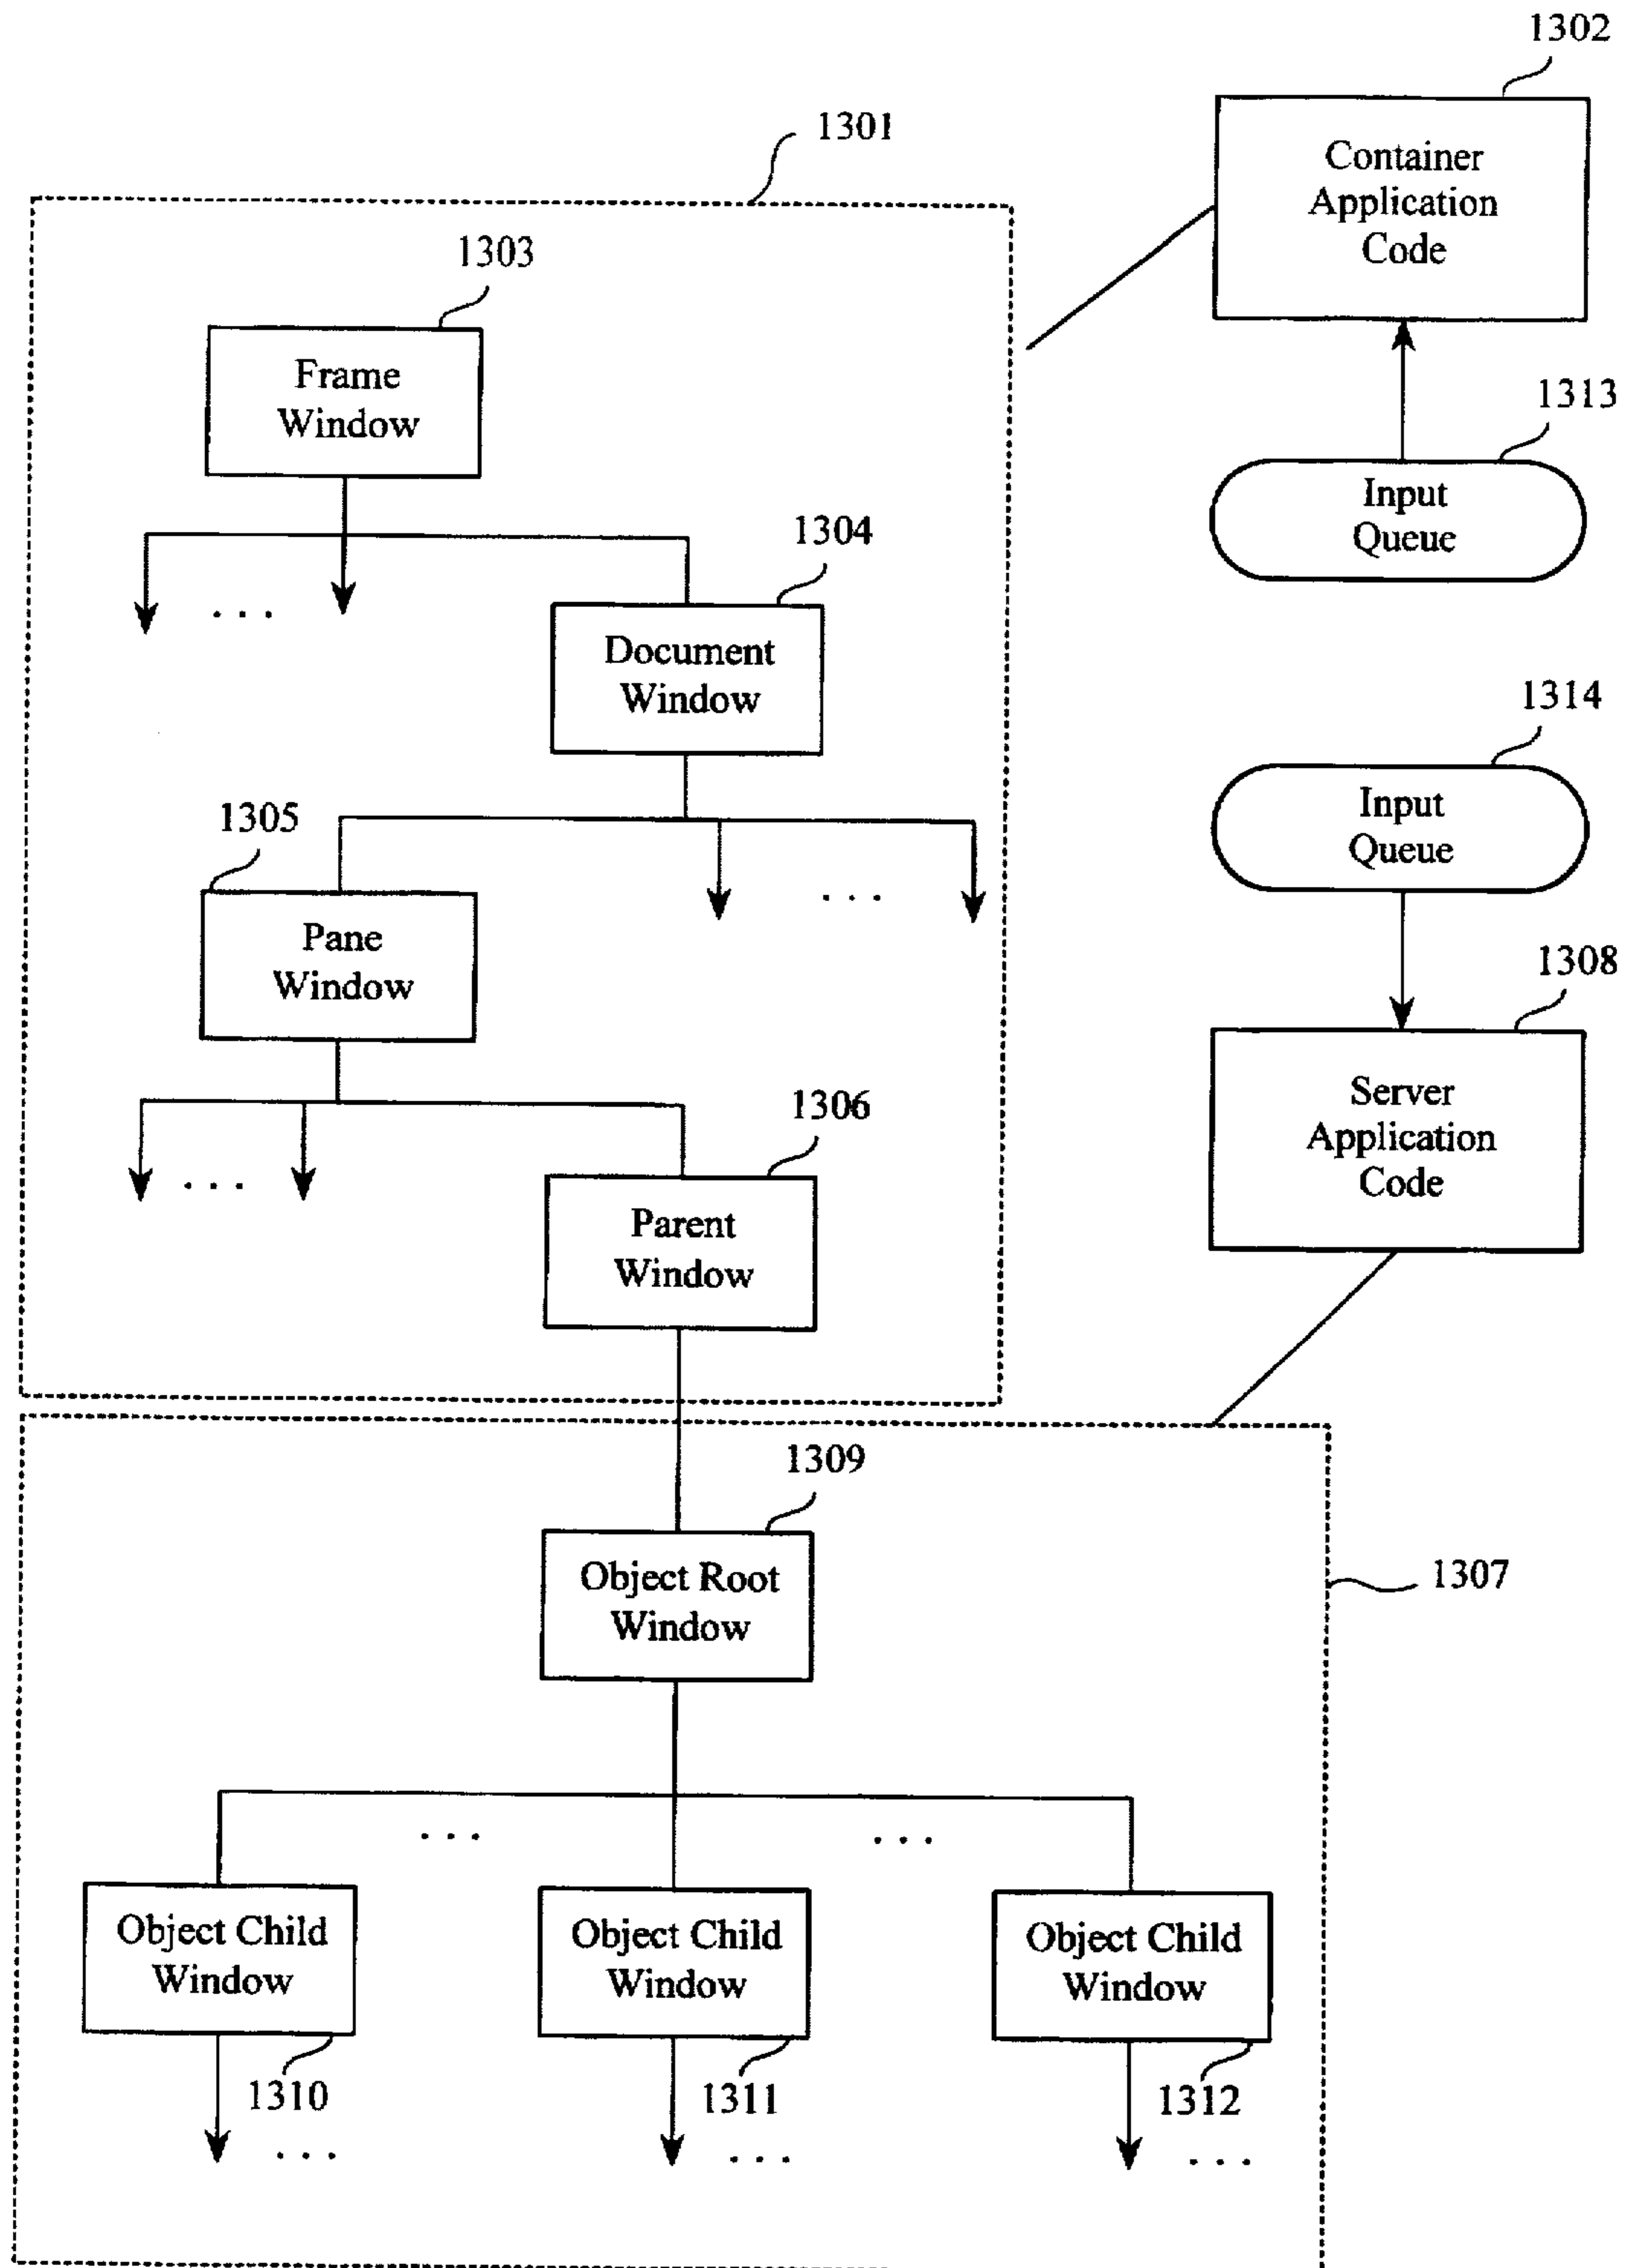 1302
Container
Application
Code
1301
1303
Frame
Window
1313
Input
Queue
1304
Document
Window
1314
Input
Queue
1305
Pane
Window
1308
Server
Application
Code
1306
Parent
Window
1309
Object Root
Window
1307
. . .
. . .
. . .
. . .
. . .
Object Child
Window
Object Child
Window
Object Child
Window
1310
1311
1312
. . .
. . .
. . .